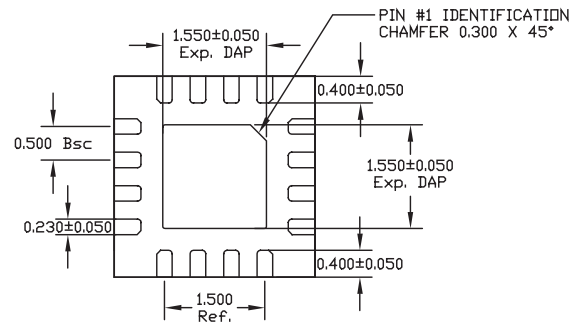 PIN #1 IDENTIFICATION
CHAMFER 0.300 X 45°
1.550±0.050
Exp. DAP
0.400±0.050
0.500 Bsc
1.550±0.050
Exp. DAP
0.230±0.050
0.400±0.050
1.500
Ref.